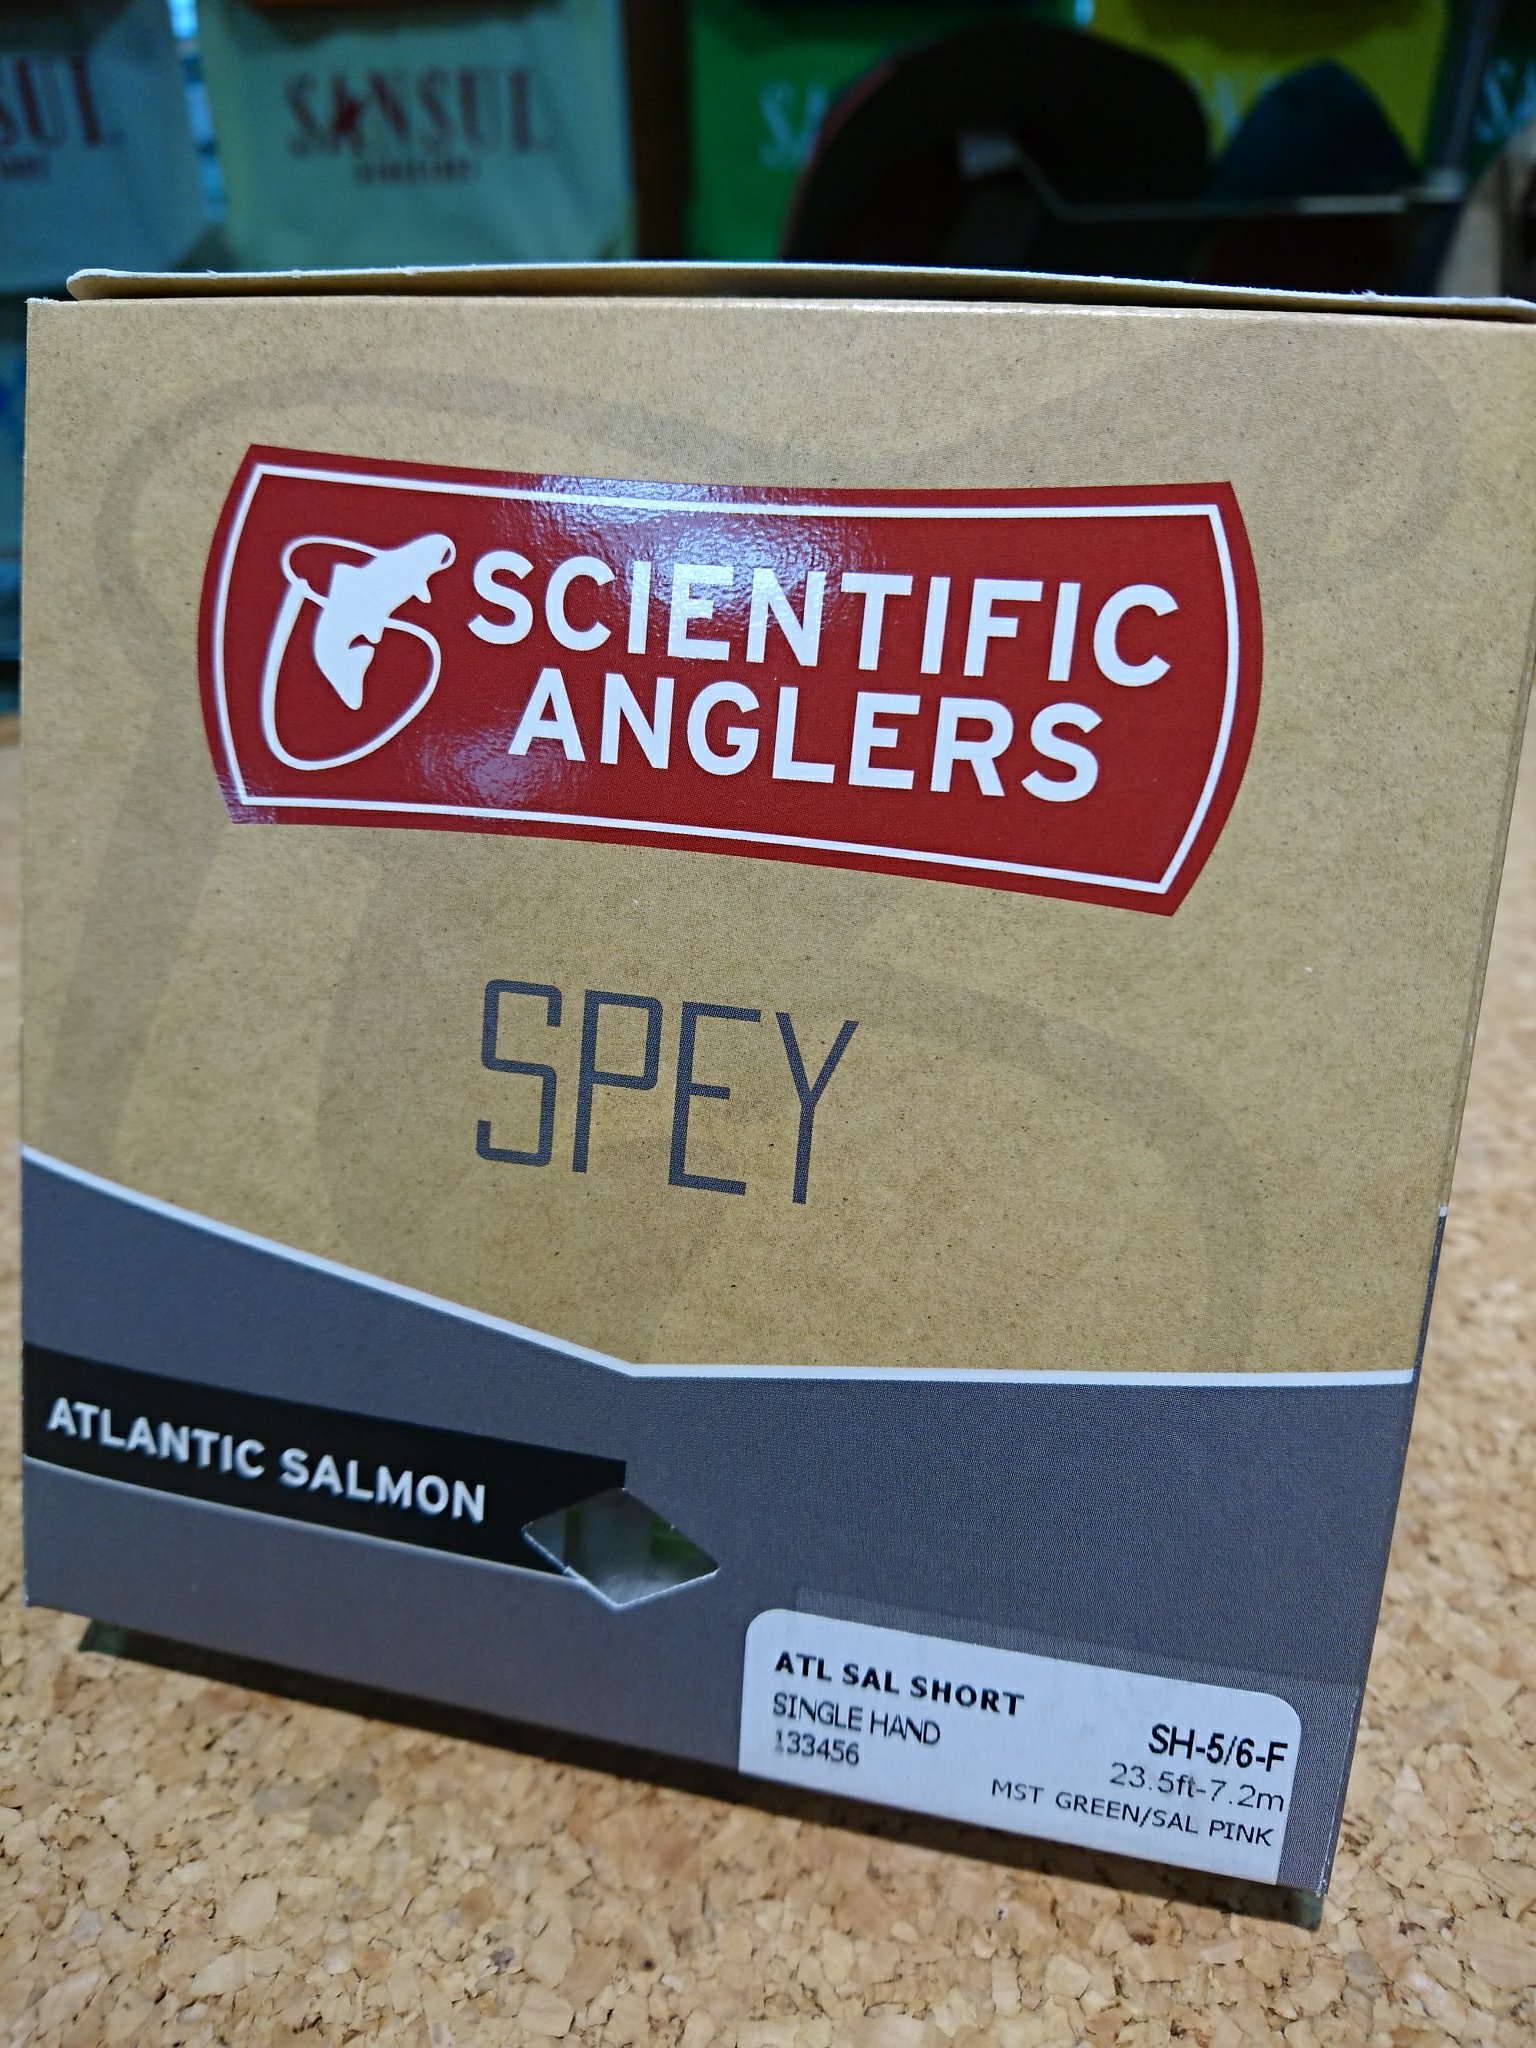 SANSUI
SCIENTIFIC
ANGLERS
SPEY
ATLANTIC SALMON
ATL SAL SHORT
SINGLE HAND
133456
SH-5/6-F
23.5ft-7.2m
MST GREEN/SAL PINK